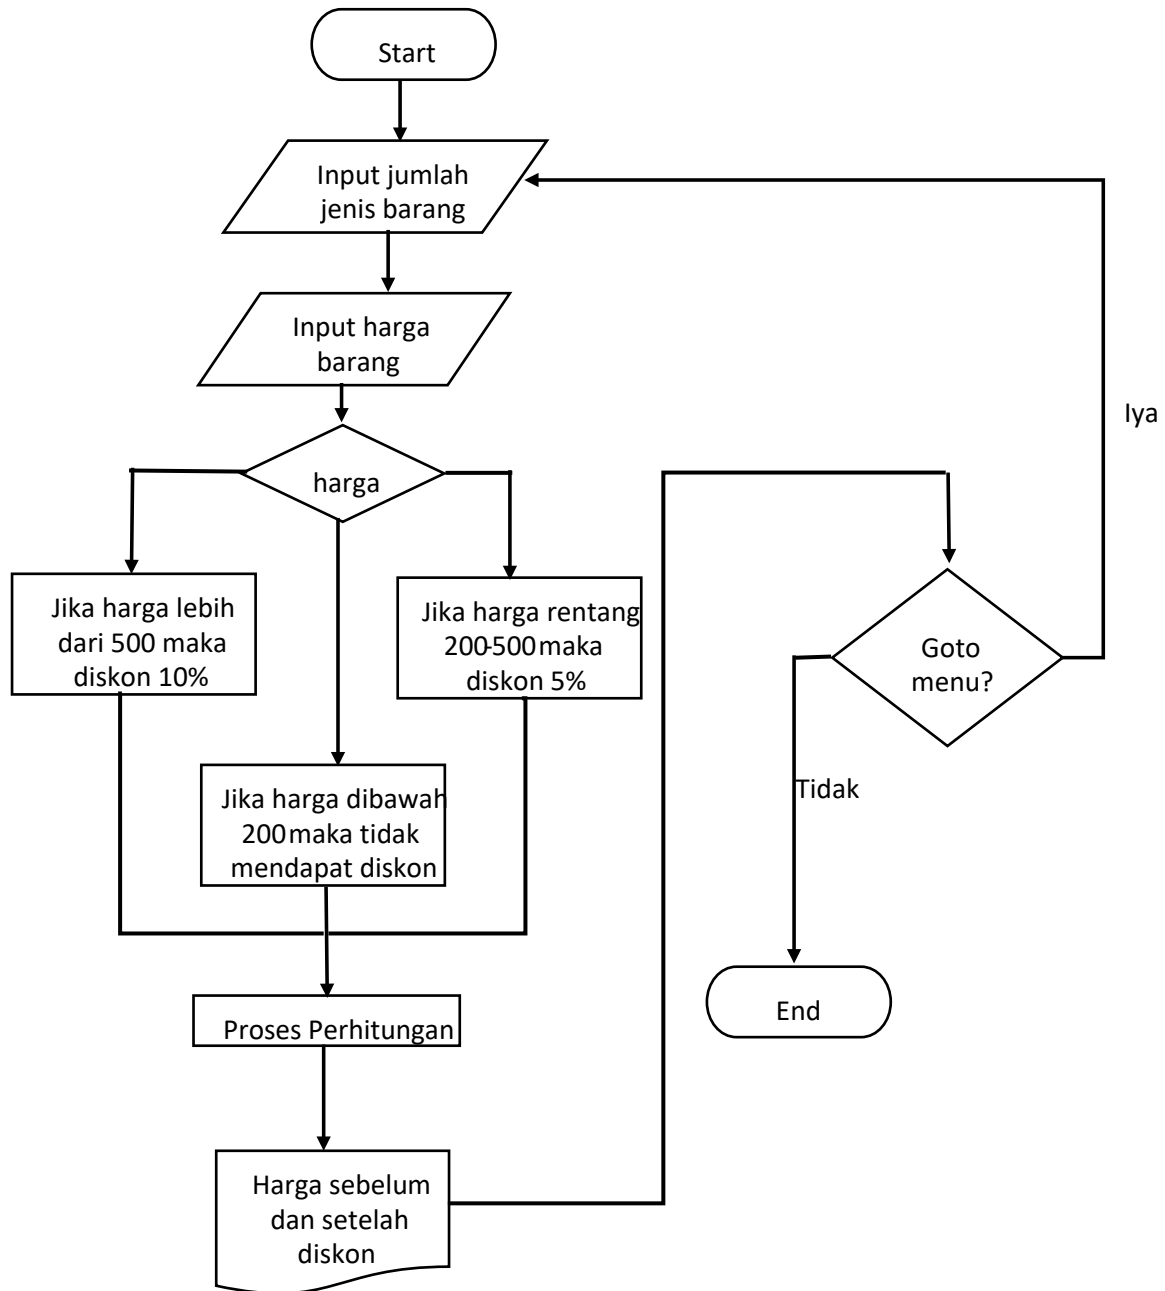 Start
Input jumlah
jenis barang
Input harga
barang
Iya
harga
Jika harga lebih
dari 500 maka
diskon 10%
Jika harga rentang
200-500 maka
diskon 5%
Goto
menu?
Jika harga dibawah
200 maka tidak
mendapat diskon
Tidak
Proses Perhitungan
End
Harga sebelum
dan setelah
diskon